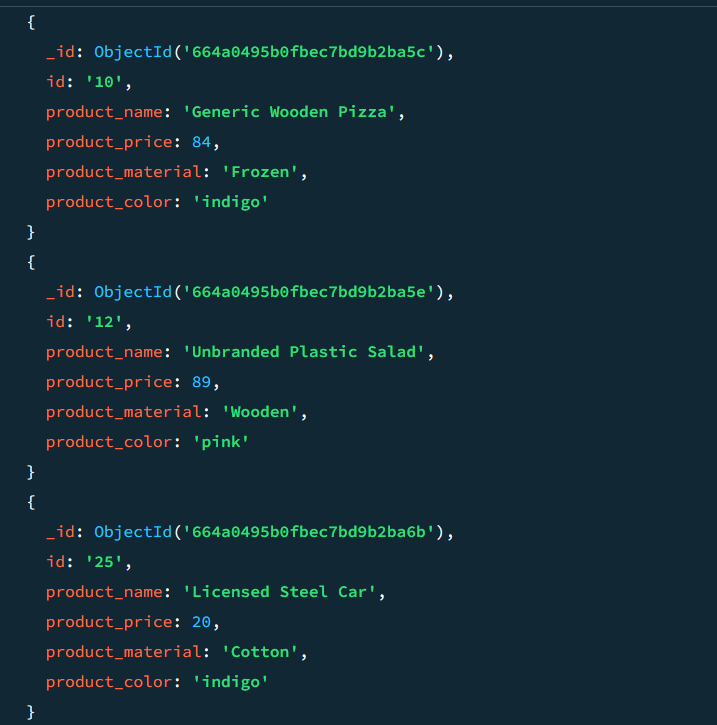 {
_id: ObjectId('664a0495b0fbec7bd9b2ba5c'),
id: '10',
product_name: 'Generic Wooden Pizza',
product_price: 84,
product_material: 'Frozen',
product_color: 'indigo'
}
{
_id: ObjectId('664a0495b0fbec7bd9b2ba5e'),
id: '12',
product_name: 'Unbranded Plastic Salad',
product_price: 89,
product_material: 'Wooden',
product_color: 'pink'
}
{
_id: ObjectId('664a0495b0fbec7bd9b2ba6b'),
id: '25',
product_name: 'Licensed Steel Car',
product_price: 20,
product_material: 'Cotton',
product_color: 'indigo'
}